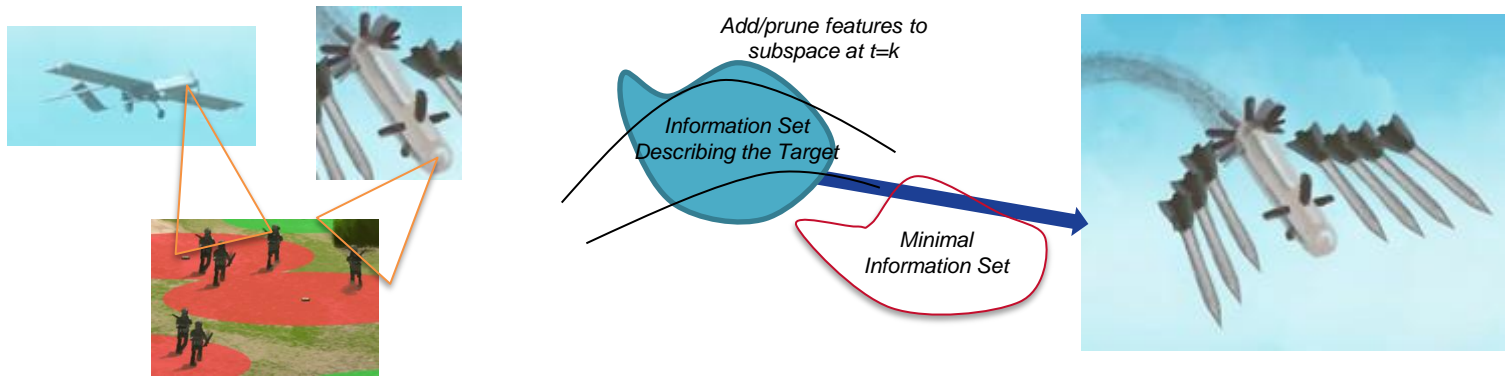 Add/prune features to
subspace at t=k
Information Set
Describing the Target
Minimal
Information Set